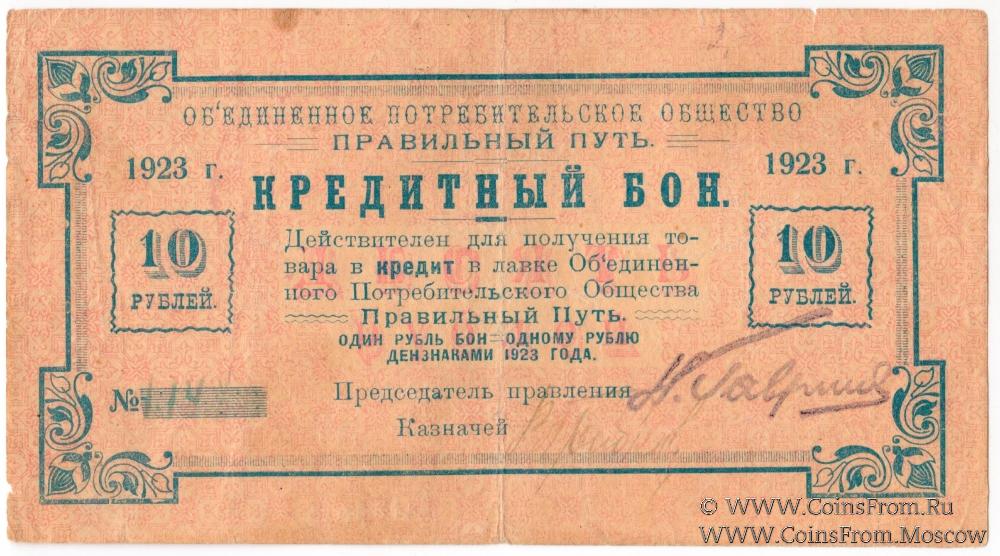 ОБ'ЕДИНЕННОЕ ПОТРЕБИТЕЛЬСКОЕ ОБЩЕСТВО
ПРАВИЛЬНЫЙ ПУТЬ.
1923 г. 1923 г.
КРЕДИТНЫЙ БОН.
10 РУБЛЕЙ.
10 РУБЛЕЙ.
Действителен для получения то-
вара в кредит в лавке Об'единен-
ного Потребительского Общества
Правильный Путь.
ОДИН РУБЛЬ БОН=ОДНОМУ РУБЛЮ
ДЕНЗНАКАМИ 1923 ГОДА.
№
Председатель правления
Казначей
© WWW.CoinsFrom.Ru
WWW.CoinsFrom.Moscow